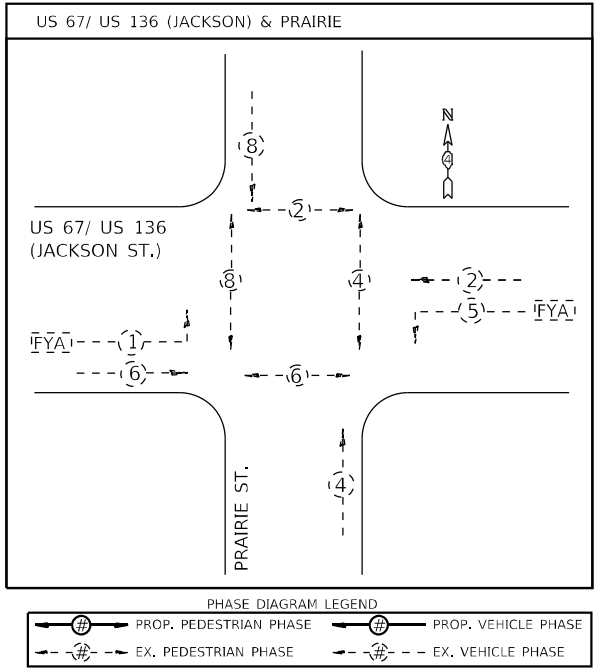 US 67/ US 136 (JACKSON) & PRAIRIE
N
8
4
2
US 67/ US 136
(JACKSON ST.)
8
4
2
5
FYA
FYA
1
6
6
4
PRAIRIE ST.
PHASE DIAGRAM LEGEND
# PROP. PEDESTRIAN PHASE
# PROP. VEHICLE PHASE
# EX. PEDESTRIAN PHASE
# EX. VEHICLE PHASE